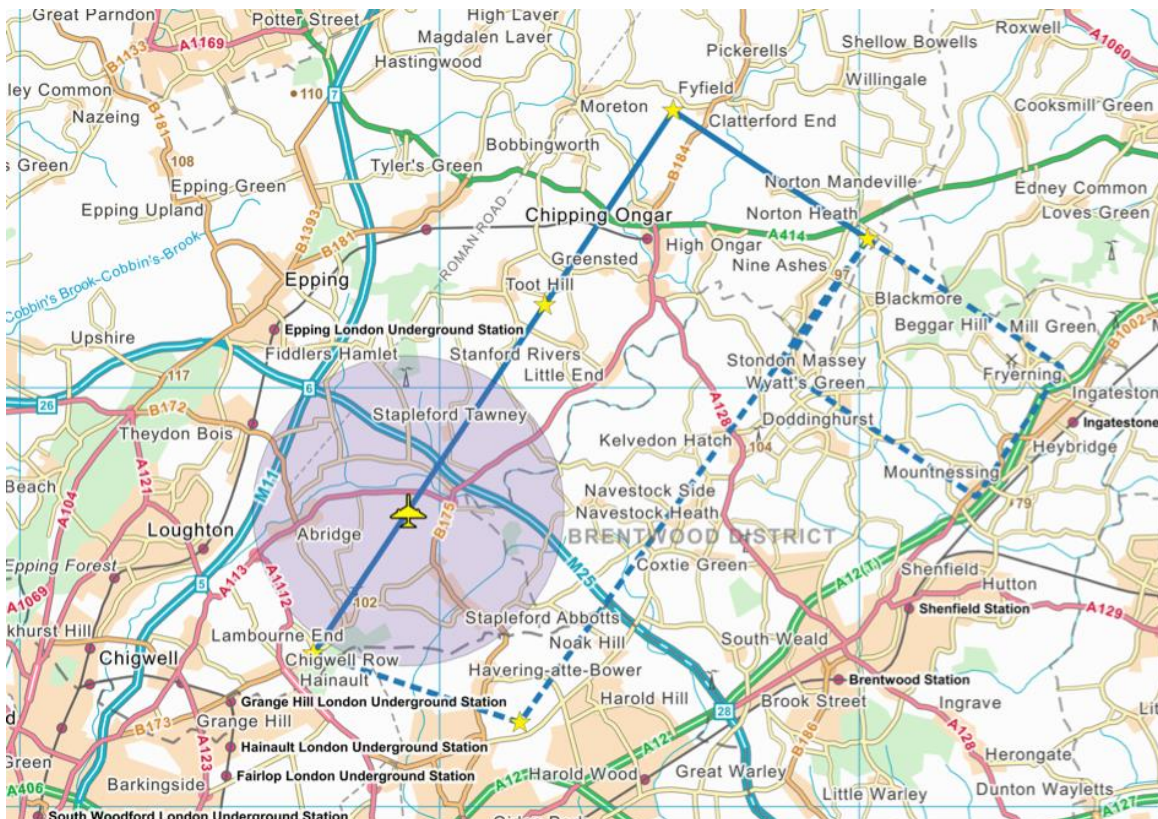 Great Parndon
Potter Street
High Laver
Roxwell
A1169
Magdalen Laver
Pickerells
Shellow Bowells
A1060
B1133
Hastingwood
Willingale
ley Common
110
7
Moreton
Fyfield
Cooksmill Green
Nazeing
B181
Clatterford End
Bobbingworth
B184
s Green
108
Tyler's Green
Epping Green
Norton Mandeville
Edney Common
Epping Upland
B1393
B181
ROMAN ROAD
Chipping Ongar
Norton Heath
Loves Green
A414
High Ongar
Cobbin's Brook-Cobbin's-Brook
Epping
Greensted
Nine Ashes
97
Toot Hill
Blackmore
B1002
Upshire
Epping London Underground Station
Beggar Hill
Mill Green
Fiddlers Hamlet
Stanford Rivers
Stondon Massey
Fryerning
117
Little End
Wyatt's Green
6
Ingateston
26
B172
Stapleford Tawney
A128
Doddinghurst
Ingatestone
Theydon Bois
Kelvedon Hatch
104
Heybridge
Beach
A104
A121
M11
Mountnessing
Navestock Side
79
Loughton
Abridge
B175
Navestock Heath
BRENTWOOD DISTRICT
Epping Forest
M25
Coxtie Green
A12(T)
Shenfield
5
A113
A1112
Hutton
A1069
102
Stapleford Abbotts
Shenfield Station
A129
ckhurst Hill
Lambourne End
Noak Hill
South Weald
Chigwell
Chigwell Row
Havering-atte-Bower
Hainault
Brentwood Station
Harold Hill
Brook Street
Ingrave
Grange Hill London Underground Station
28
B173
Grange Hill
A12
B186
A128
Hainault London Underground Station
A123
Herongate
Green
Fairlop London Underground Station
A12
Harold Wood
Great Warley
Barkingside
Little Warley
Dunton Wayletts
A406
A127
South Woodford London Underground Station